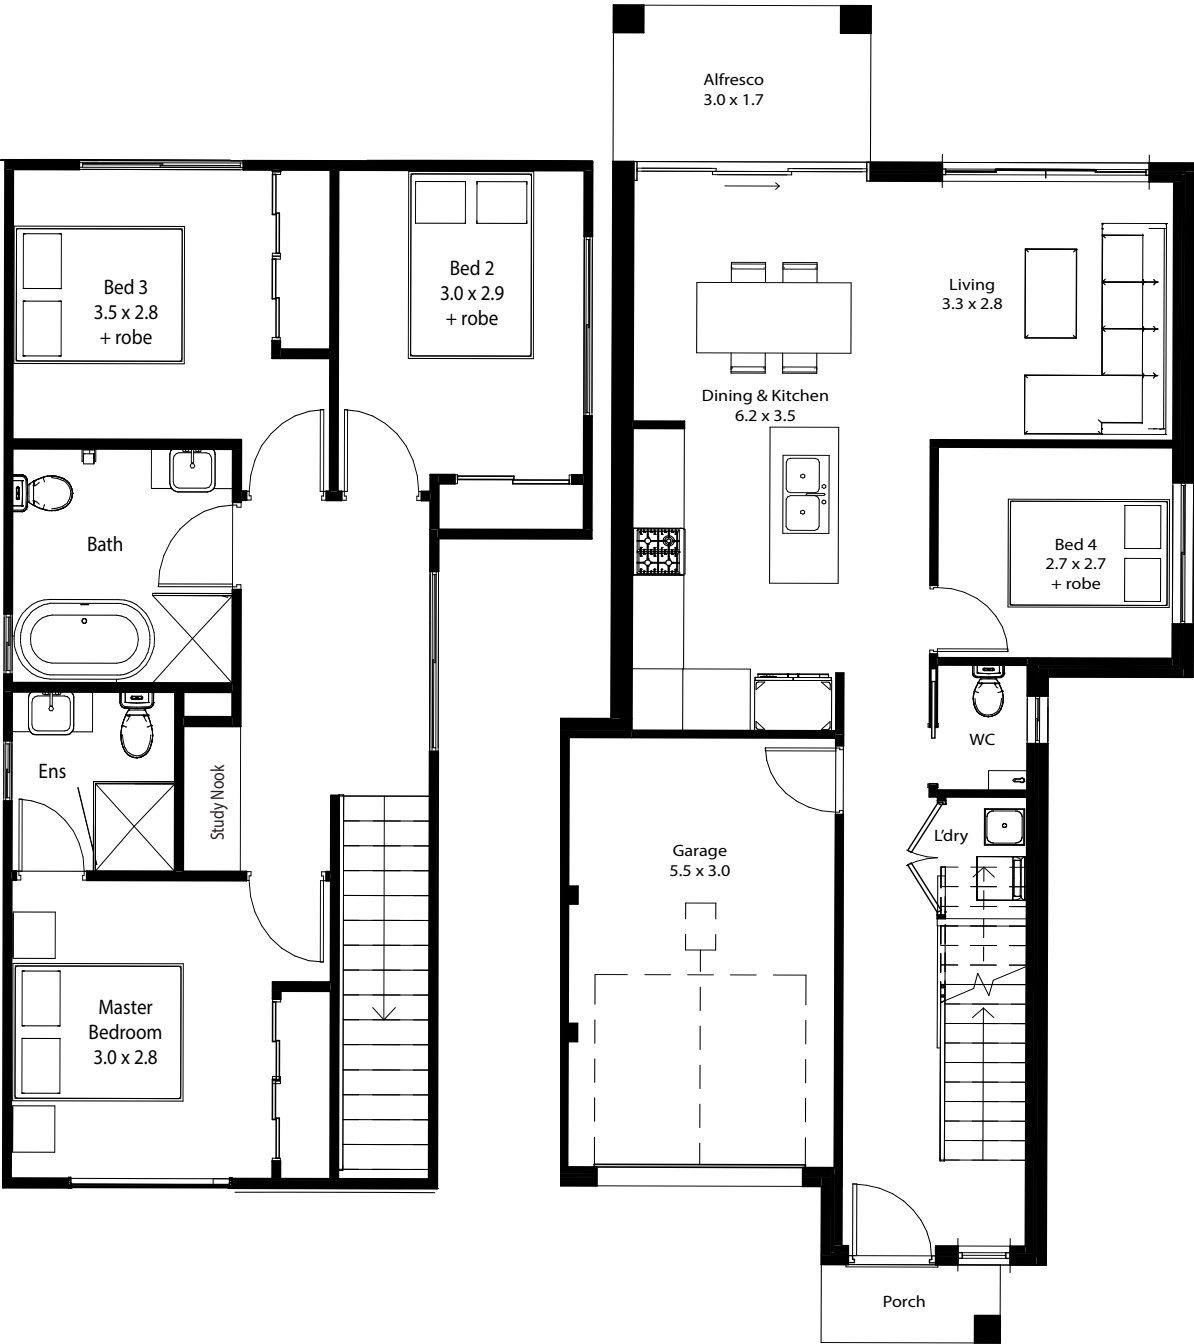 Bed 3
3.5 x 2.8
+ robe
Bed 2
3.0 x 2.9
+ robe
Bath
Ens
Study Nook
Master
Bedroom
3.0 x 2.8
Alfresco
3.0 x 1.7
Living
3.3 x 2.8
Dining & Kitchen
6.2 x 3.5
Bed 4
2.7 x 2.7
+ robe
WC
L'dry
Garage
5.5 x 3.0
Porch